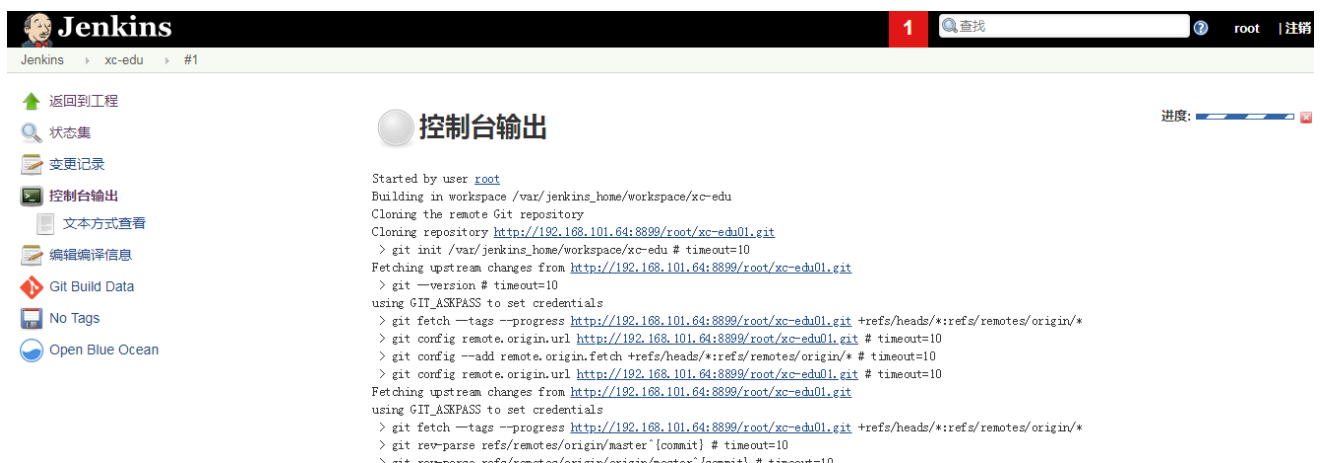 Jenkins
1
查找
root
|注销
Jenkins
xc-edu
#1
返回到工程
状态集
变更记录
控制台输出
文本方式查看
编辑编译信息
Git Build Data
No Tags
Open Blue Ocean
控制台输出
进度:
Started by user root
Building in workspace /var/jenkins_home/workspace/xc-edu
Cloning the remote Git repository
Cloning repository http://192.168.101.64:8899/root/xc-edu01.git
> git init /var/jenkins_home/workspace/xc-edu # timeout=10
Fetching upstream changes from http://192.168.101.64:8899/root/xc-edu01.git
> git --version # timeout=10
using GIT_ASKPASS to set credentials
> git fetch --tags --progress http://192.168.101.64:8899/root/xc-edu01.git +refs/heads/*:refs/remotes/origin/*
> git config remote.origin.url http://192.168.101.64:8899/root/xc-edu01.git # timeout=10
> git config --add remote.origin.fetch +refs/heads/*:refs/remotes/origin/* # timeout=10
> git config remote.origin.url http://192.168.101.64:8899/root/xc-edu01.git # timeout=10
Fetching upstream changes from http://192.168.101.64:8899/root/xc-edu01.git
using GIT_ASKPASS to set credentials
> git fetch --tags --progress http://192.168.101.64:8899/root/xc-edu01.git +refs/heads/*:refs/remotes/origin/*
> git rev-parse refs/remotes/origin/master^{commit} # timeout=10
> git rev-parse refs/remotes/origin/origin/master^{commit} # timeout=10